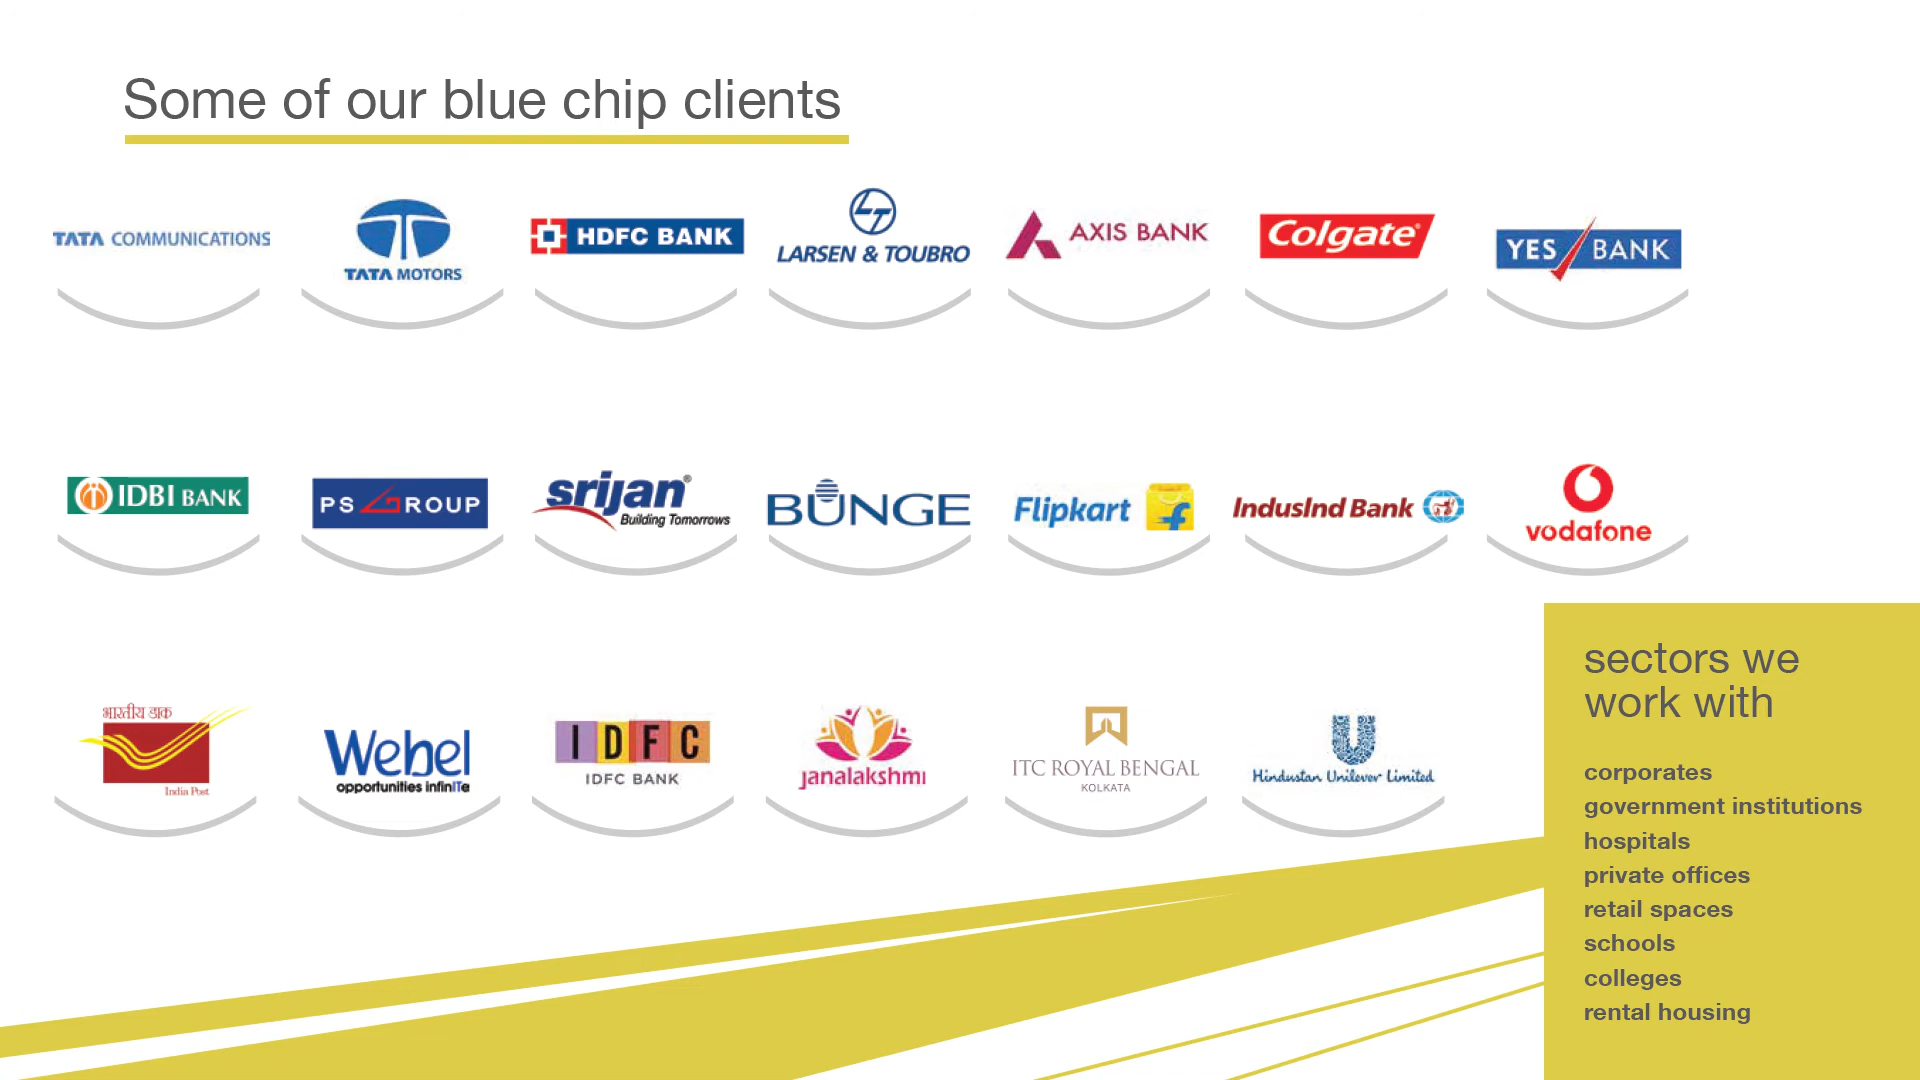 Some of our blue chip clients
TATA COMMUNICATIONS
TATA MOTORS
HDFC BANK
LARSEN & TOUBRO
AXIS BANK
Colgate®
YES BANK
IDBI BANK
PS GROUP
srijan®
Building Tomorrows
BUNGE
Flipkart
IndusInd Bank
vodafone
भारतीय डाक
India Post
Webel
opportunities infinITe
IDFC
IDFC BANK
janalakshmi
ITC ROYAL BENGAL
KOLKATA
Hindustan Unilever Limited
sectors we
work with
corporates
government institutions
hospitals
private offices
retail spaces
schools
colleges
rental housing